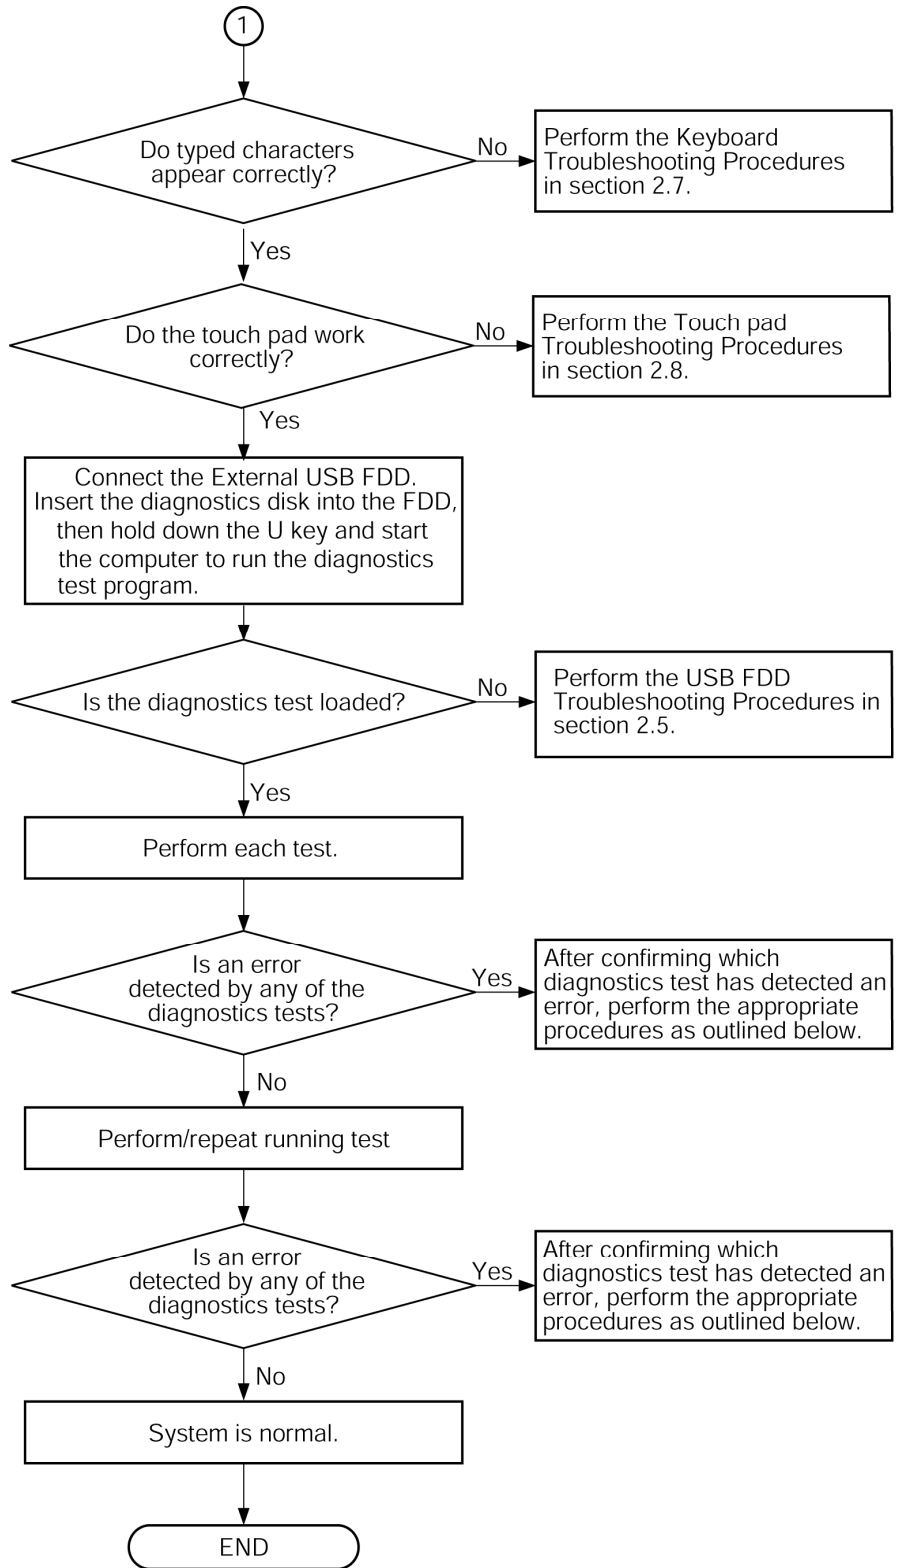 1
Do typed characters
appear correctly?
No
Perform the Keyboard
Troubleshooting Procedures
in section 2.7.
Yes
Do the touch pad work
correctly?
No
Perform the Touch pad
Troubleshooting Procedures
in section 2.8.
Yes
Connect the External USB FDD.
Insert the diagnostics disk into the FDD,
then hold down the U key and start
the computer to run the diagnostics
test program.
Is the diagnostics test loaded?
No
Perform the USB FDD
Troubleshooting Procedures in
section 2.5.
Yes
Perform each test.
Is an error
detected by any of the
diagnostics tests?
Yes
After confirming which
diagnostics test has detected an
error, perform the appropriate
procedures as outlined below.
No
Perform/repeat running test
Is an error
detected by any of the
diagnostics tests?
Yes
After confirming which
diagnostics test has detected an
error, perform the appropriate
procedures as outlined below.
No
System is normal.
END